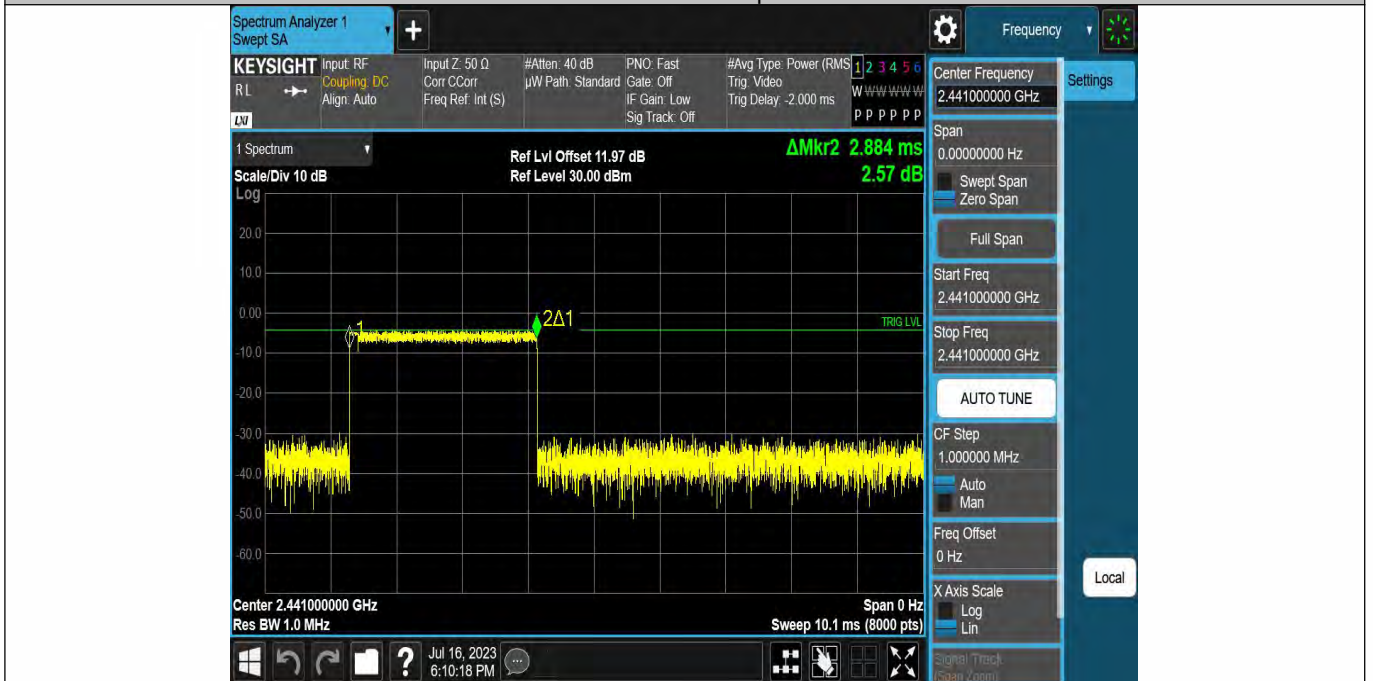 Spectrum Analyzer 1
Swept SA
+
Frequency
KEYSIGHT
RL
LXI
Input: RF
Coupling: DC
Align: Auto
Input Z: 50 Ω
Corr CCorr
Freq Ref: Int (S)
#Atten: 40 dB
µW Path: Standard
PNO: Fast
Gate: Off
IF Gain: Low
Sig Track: Off
#Avg Type: Power (RMS
Trig: Video
Trig Delay: -2.000 ms
1 2 3 4 5 6
W W W W W W
P P P P P P
1 Spectrum
Scale/Div 10 dB
Log
Ref Lvl Offset 11.97 dB
Ref Level 30.00 dBm
ΔMkr2 2.884 ms
2.57 dB
20.0
10.0
0.00
-10.0
-20.0
-30.0
-40.0
-50.0
-60.0
1
2Δ1
TRIG LVL
Center 2.441000000 GHz
Res BW 1.0 MHz
Span 0 Hz
Sweep 10.1 ms (8000 pts)
Jul 16, 2023
6:10:18 PM
?
Center Frequency
2.441000000 GHz
Settings
Span
0.00000000 Hz
Swept Span
Zero Span
Full Span
Start Freq
2.441000000 GHz
Stop Freq
2.441000000 GHz
AUTO TUNE
CF Step
1.000000 MHz
Auto
Man
Freq Offset
0 Hz
X Axis Scale
Log
Lin
Local
Signal Track
(Span Zoom)